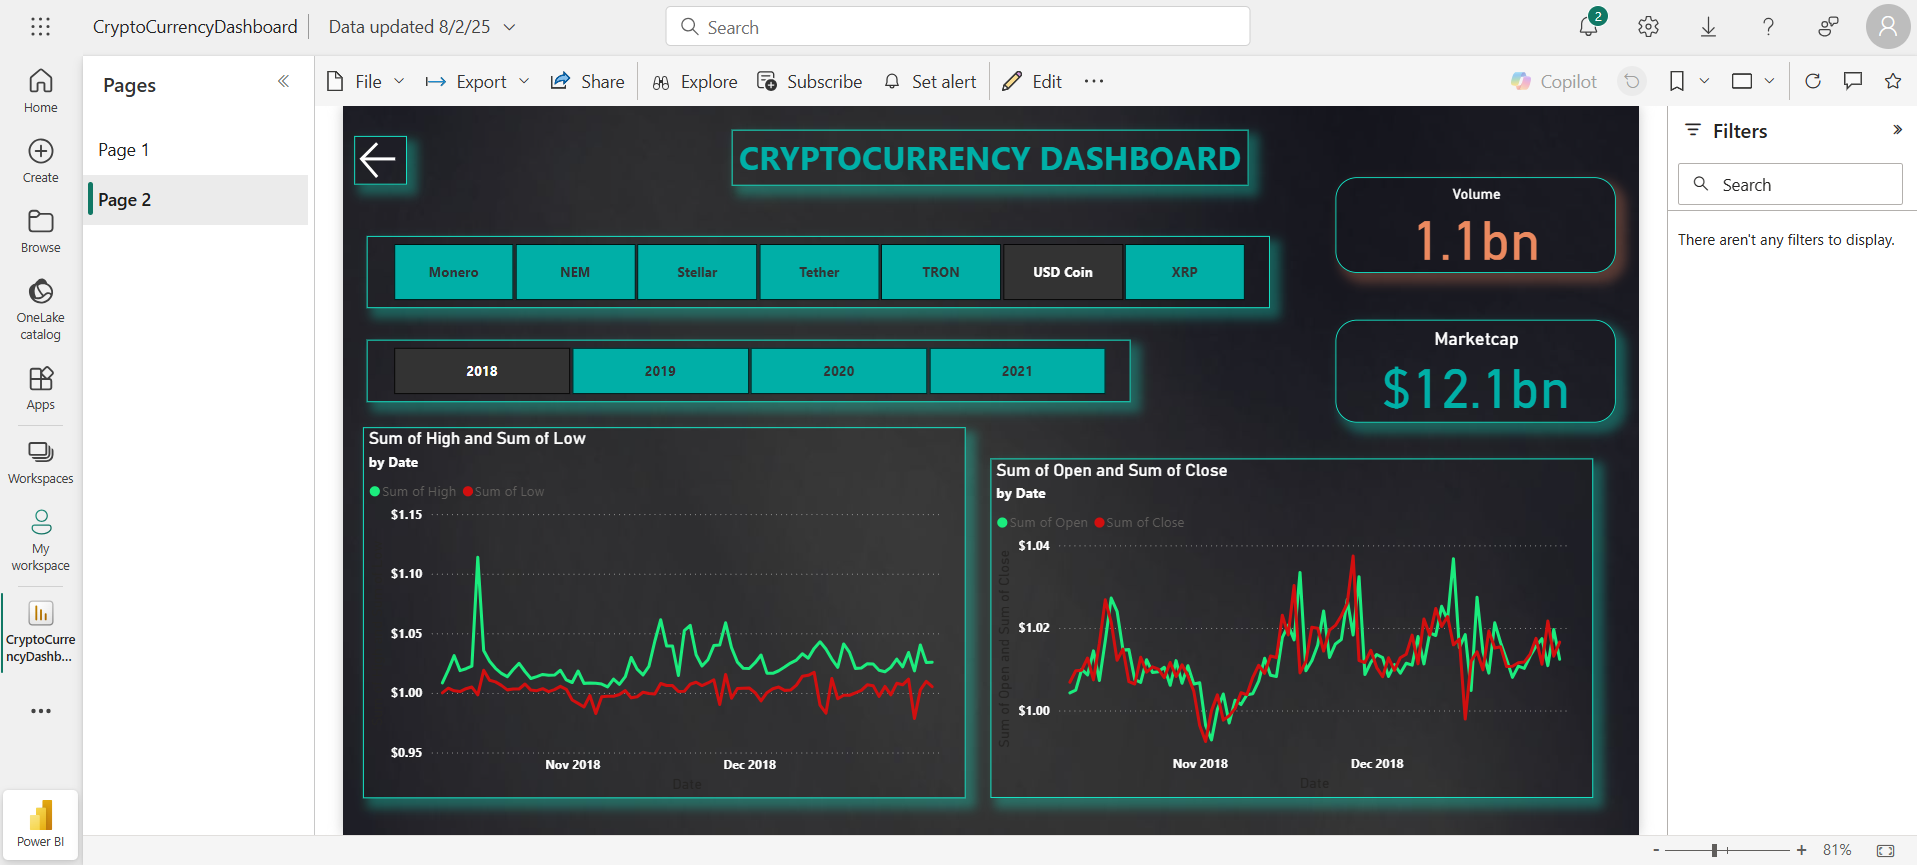 CryptoCurrencyDashboard
Data updated 8/2/25
Search
2
Home
Create
Browse
OneLake
catalog
Apps
Workspaces
My
workspace
CryptoCurre
ncyDashb...
Power BI
Pages
Page 1
Page 2
File
Export
Share
Explore
Subscribe
Set alert
Edit
Copilot
CRYPTOCURRENCY DASHBOARD
Monero NEM Stellar Tether TRON USD Coin XRP
2018 2019 2020 2021
Volume
1.1bn
Marketcap
$12.1bn
Sum of High and Sum of Low
by Date
Sum of High Sum of Low
$1.15
$1.10
$1.05
$1.00
$0.95
Nov 2018 Dec 2018
Date
Sum of Open and Sum of Close
by Date
Sum of Open Sum of Close
Sum of Open and Sum of Close
$1.04
$1.02
$1.00
Nov 2018 Dec 2018
Date
Filters
Search
There aren't any filters to display.
- + 81%